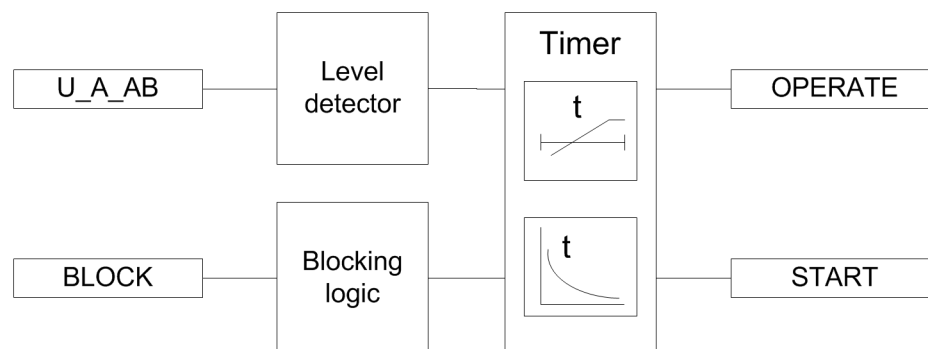 U_A_AB
Level
detector
Timer
t
OPERATE
BLOCK
Blocking
logic
t
START